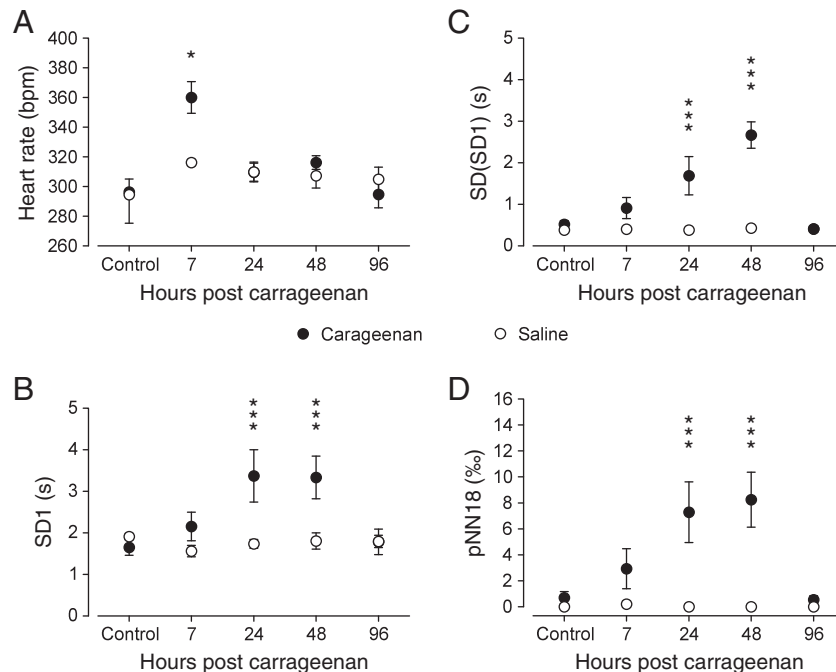 A
400
380
360
340
320
300
280
260
Heart rate (bpm)
*
Control 7 24 48 96
Hours post carrageenan
C
5
4
3
2
1
0
SD(SD1) (s)
***
***
Control 7 24 48 96
Hours post carrageenan
Carageenan Saline
B
5
4
3
2
1
0
SD1 (s)
***
***
Control 7 24 48 96
Hours post carrageenan
D
16
14
12
10
8
6
4
2
0
pNN18 (‰)
***
***
Control 7 24 48 96
Hours post carrageenan